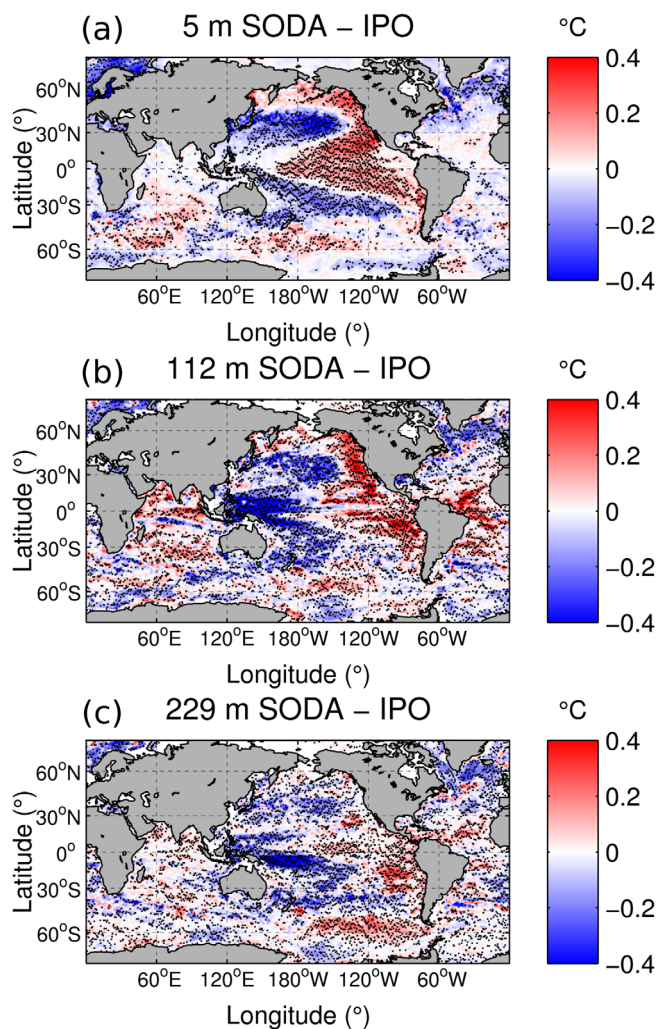 (a) 5 m SODA – IPO °C
Latitude (°)
60°N
30°N
0°
30°S
60°S
60°E 120°E 180°W 120°W 60°W
Longitude (°)
0.4
0.2
0
−0.2
−0.4
(b) 112 m SODA – IPO °C
Latitude (°)
60°N
30°N
0°
30°S
60°S
60°E 120°E 180°W 120°W 60°W
Longitude (°)
0.4
0.2
0
−0.2
−0.4
(c) 229 m SODA – IPO °C
Latitude (°)
60°N
30°N
0°
30°S
60°S
60°E 120°E 180°W 120°W 60°W
Longitude (°)
0.4
0.2
0
−0.2
−0.4